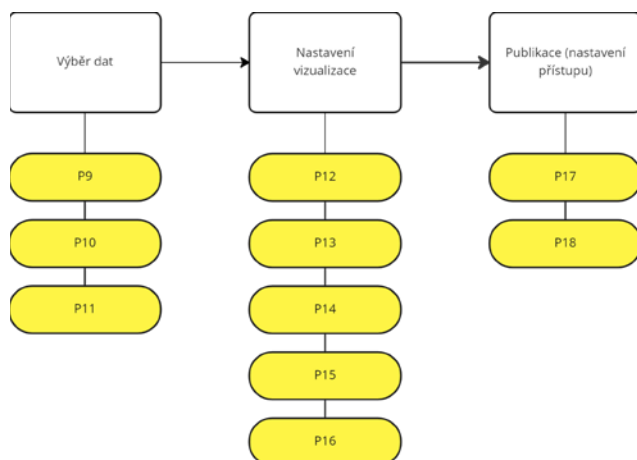 Výběr dat
Nastavení
vizualizace
Publikace (nastavení
přístupu)
P9
P10
P11
P12
P13
P14
P15
P16
P17
P18